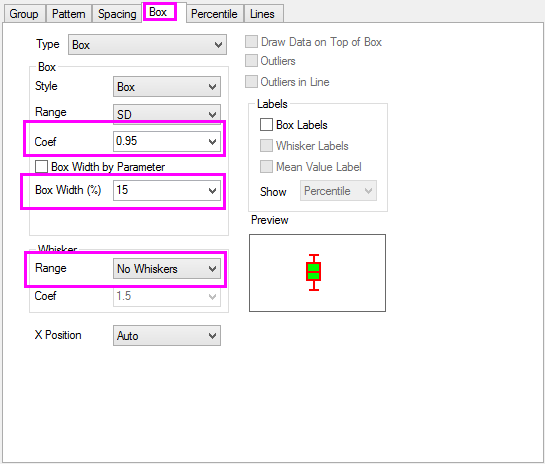 Group Pattern Spacing Box Percentile Lines
Type Box
Box
Style Box
Range SD
Coef 0.95
Box Width by Parameter
Box Width (%) 15
Whisker
Range No Whiskers
Coef 1.5
X Position Auto
Draw Data on Top of Box
Outliers
Outliers in Line
Labels
Box Labels
Whisker Labels
Mean Value Label
Show Percentile
Preview